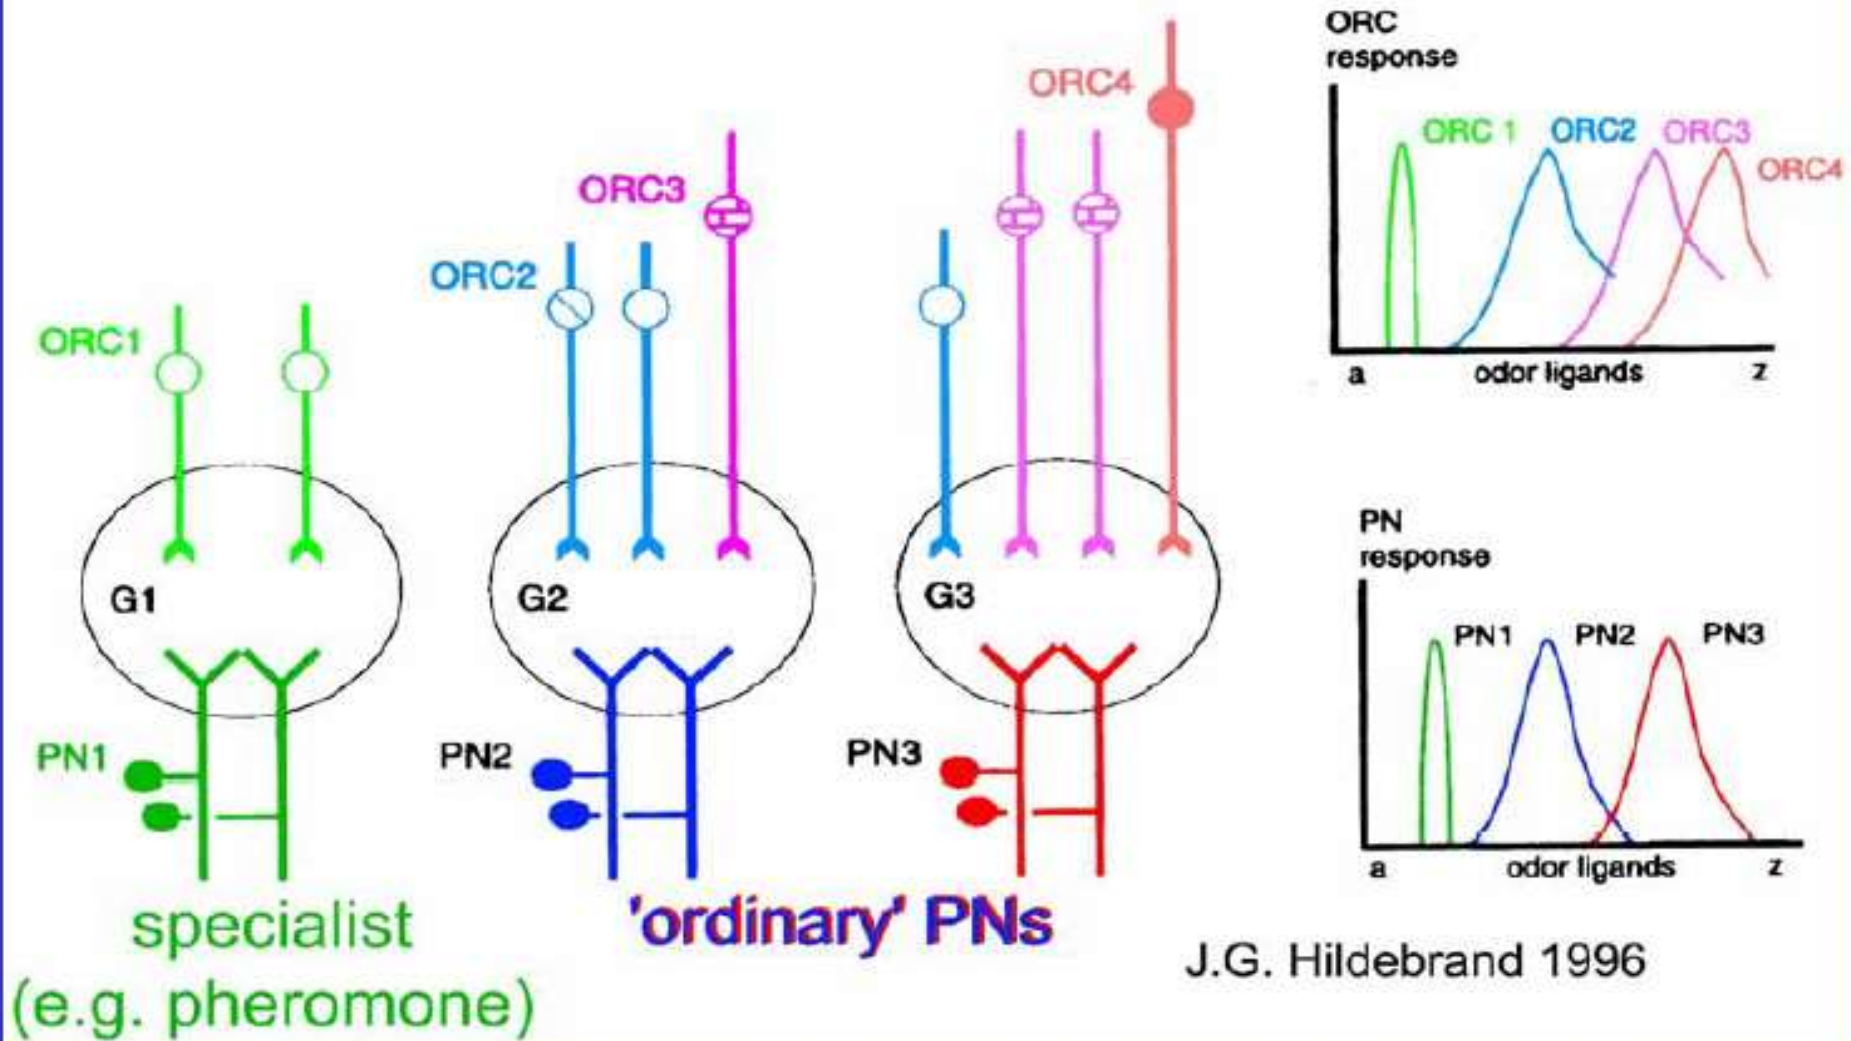 ORC1
G1
PN1
specialist
(e.g. pheromone)
ORC2
ORC3
G2
PN2
ORC4
G3
PN3
'ordinary' PNs
ORC
response
ORC 1
ORC2
ORC3
ORC4
a
odor ligands
z
PN
response
PN1
PN2
PN3
a
odor ligands
z
J.G. Hildebrand 1996